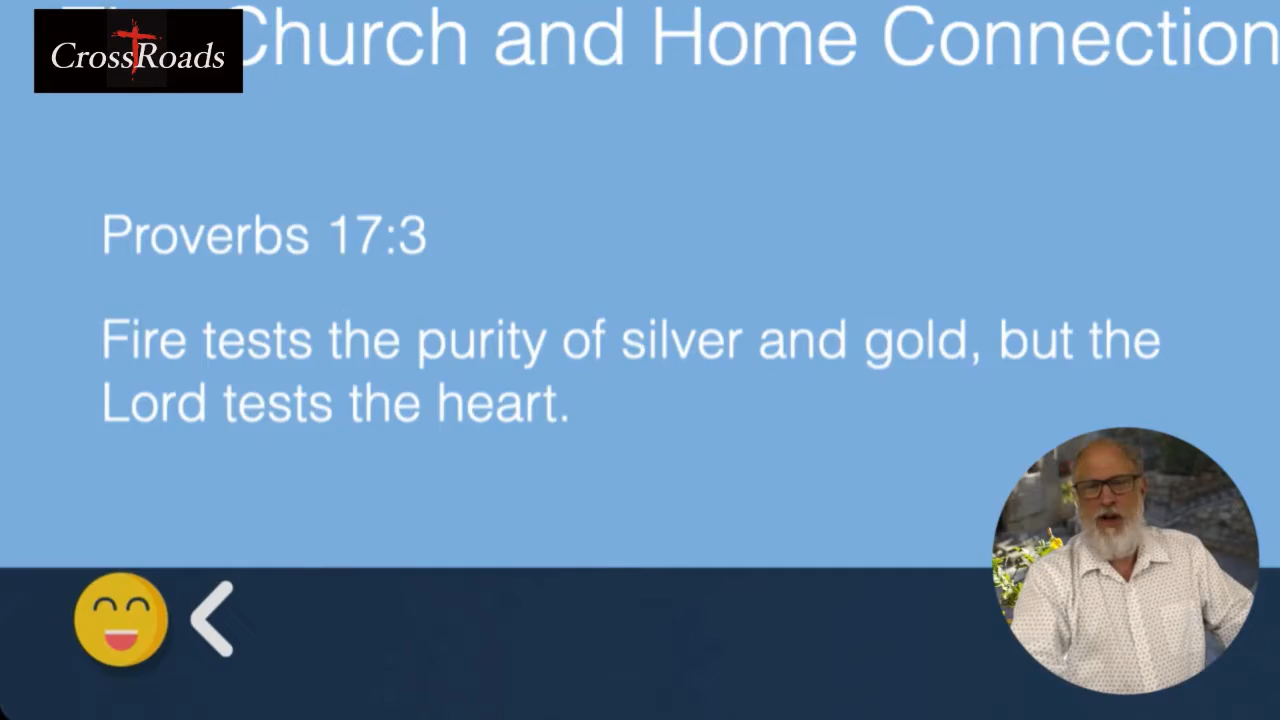 Church and Home Connection
CrossRoads
Proverbs 17:3
Fire tests the purity of silver and gold, but the
Lord tests the heart.